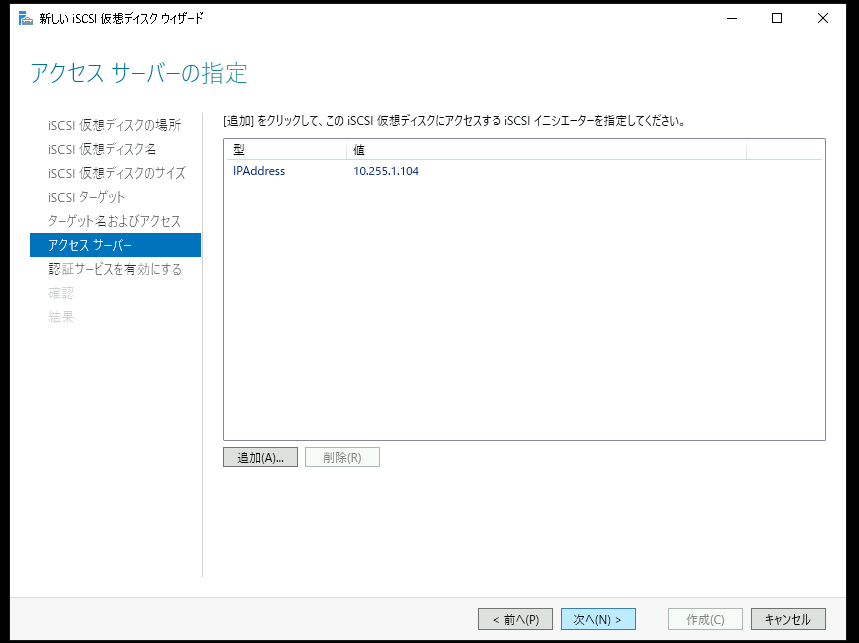 新しい iSCSI 仮想ディスク ウィザード
アクセス サーバーの指定
iSCSI 仮想ディスクの場所
iSCSI 仮想ディスク名
iSCSI 仮想ディスクのサイズ
iSCSI ターゲット
ターゲット名およびアクセス
アクセス サーバー
認証サービスを有効にする
確認
結果
[追加] をクリックして、この iSCSI 仮想ディスクにアクセスする iSCSI イニシエーターを指定してください。
型 値
IPAddress 10.255.1.104
追加(A)... 削除(R)
< 前へ(P) 次へ(N) > 作成(C) キャンセル